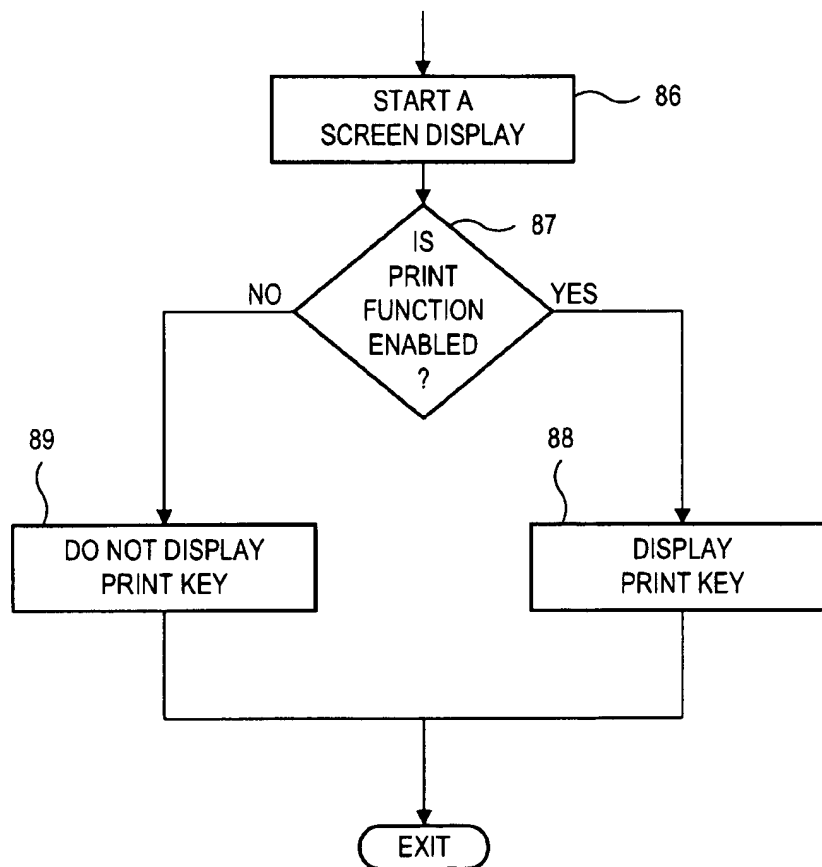 START A
SCREEN DISPLAY
86
IS
PRINT
FUNCTION
ENABLED
?
87
NO
YES
89
DO NOT DISPLAY
PRINT KEY
88
DISPLAY
PRINT KEY
EXIT